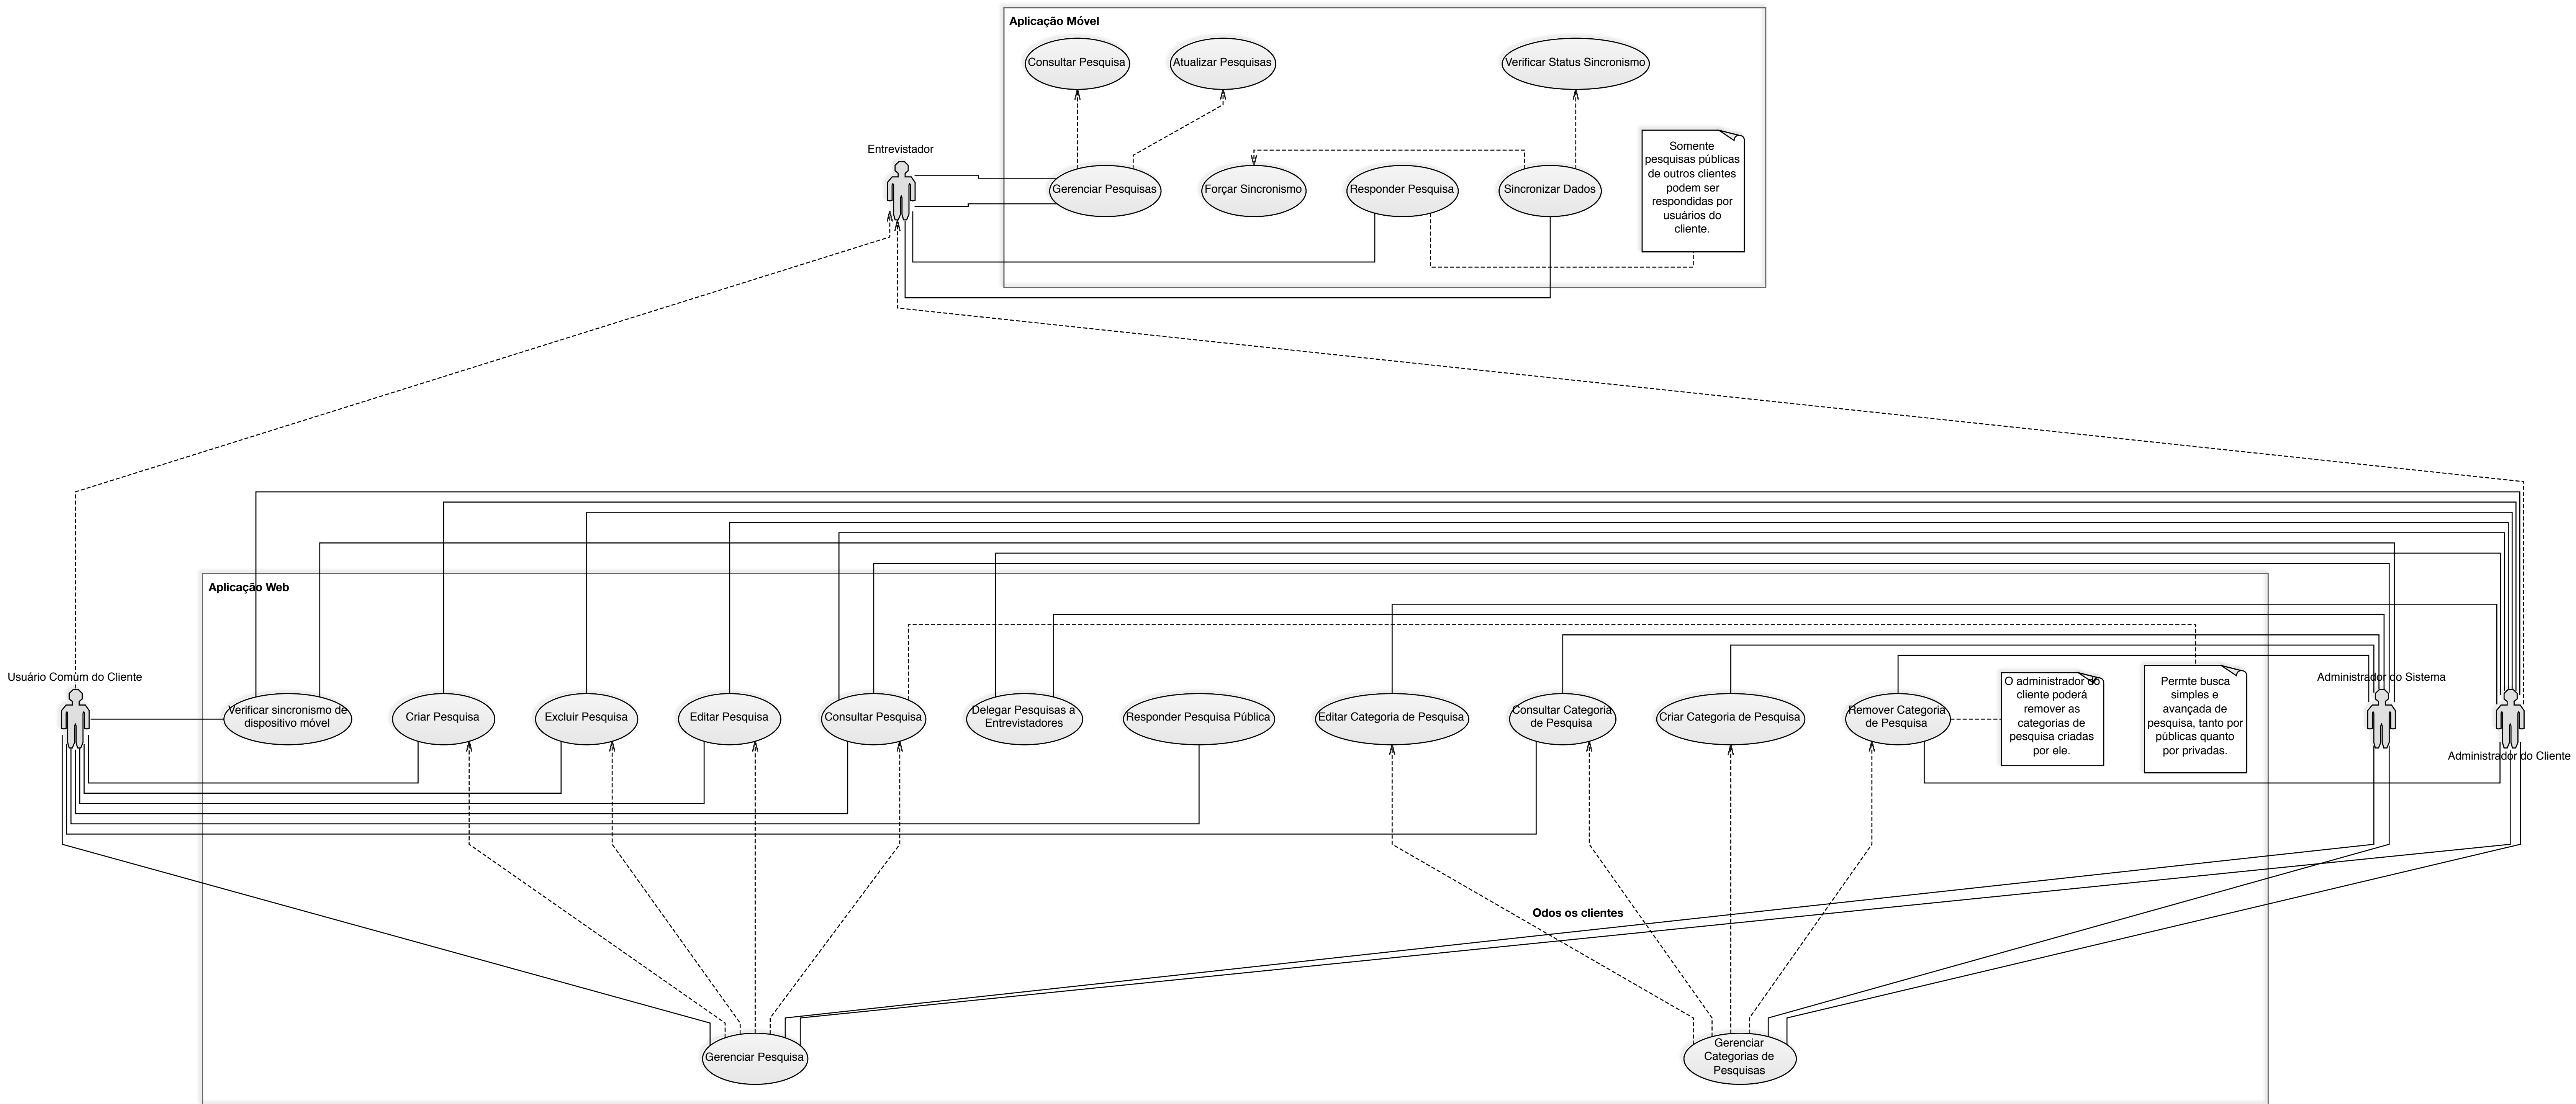 Aplicação Móvel
Consultar Pesquisa
Atualizar Pesquisas
Verificar Status Sincronismo
Entrevistador
Gerenciar Pesquisas
Forçar Sincronismo
Responder Pesquisa
Sincronizar Dados
Somente
pesquisas públicas
de outros clientes
podem ser
respondidas por
usuários do
cliente.
Aplicação Web
Usuário Comum do Cliente
Verificar sincronismo de
dispositivo móvel
Criar Pesquisa
Excluir Pesquisa
Editar Pesquisa
Consultar Pesquisa
Delegar Pesquisas a
Entrevistadores
Responder Pesquisa Pública
Editar Categoria de Pesquisa
Consultar Categoria
de Pesquisa
Criar Categoria de Pesquisa
Remover Categoria
de Pesquisa
O administrador do
cliente poderá
remover as
categorias de
pesquisa criadas
por ele.
Permte busca
simples e
avançada de
pesquisa, tanto por
públicas quanto
por privadas.
Administrador do Sistema
Administrador do Cliente
Odos os clientes
Gerenciar Pesquisa
Gerenciar
Categorias de
Pesquisas